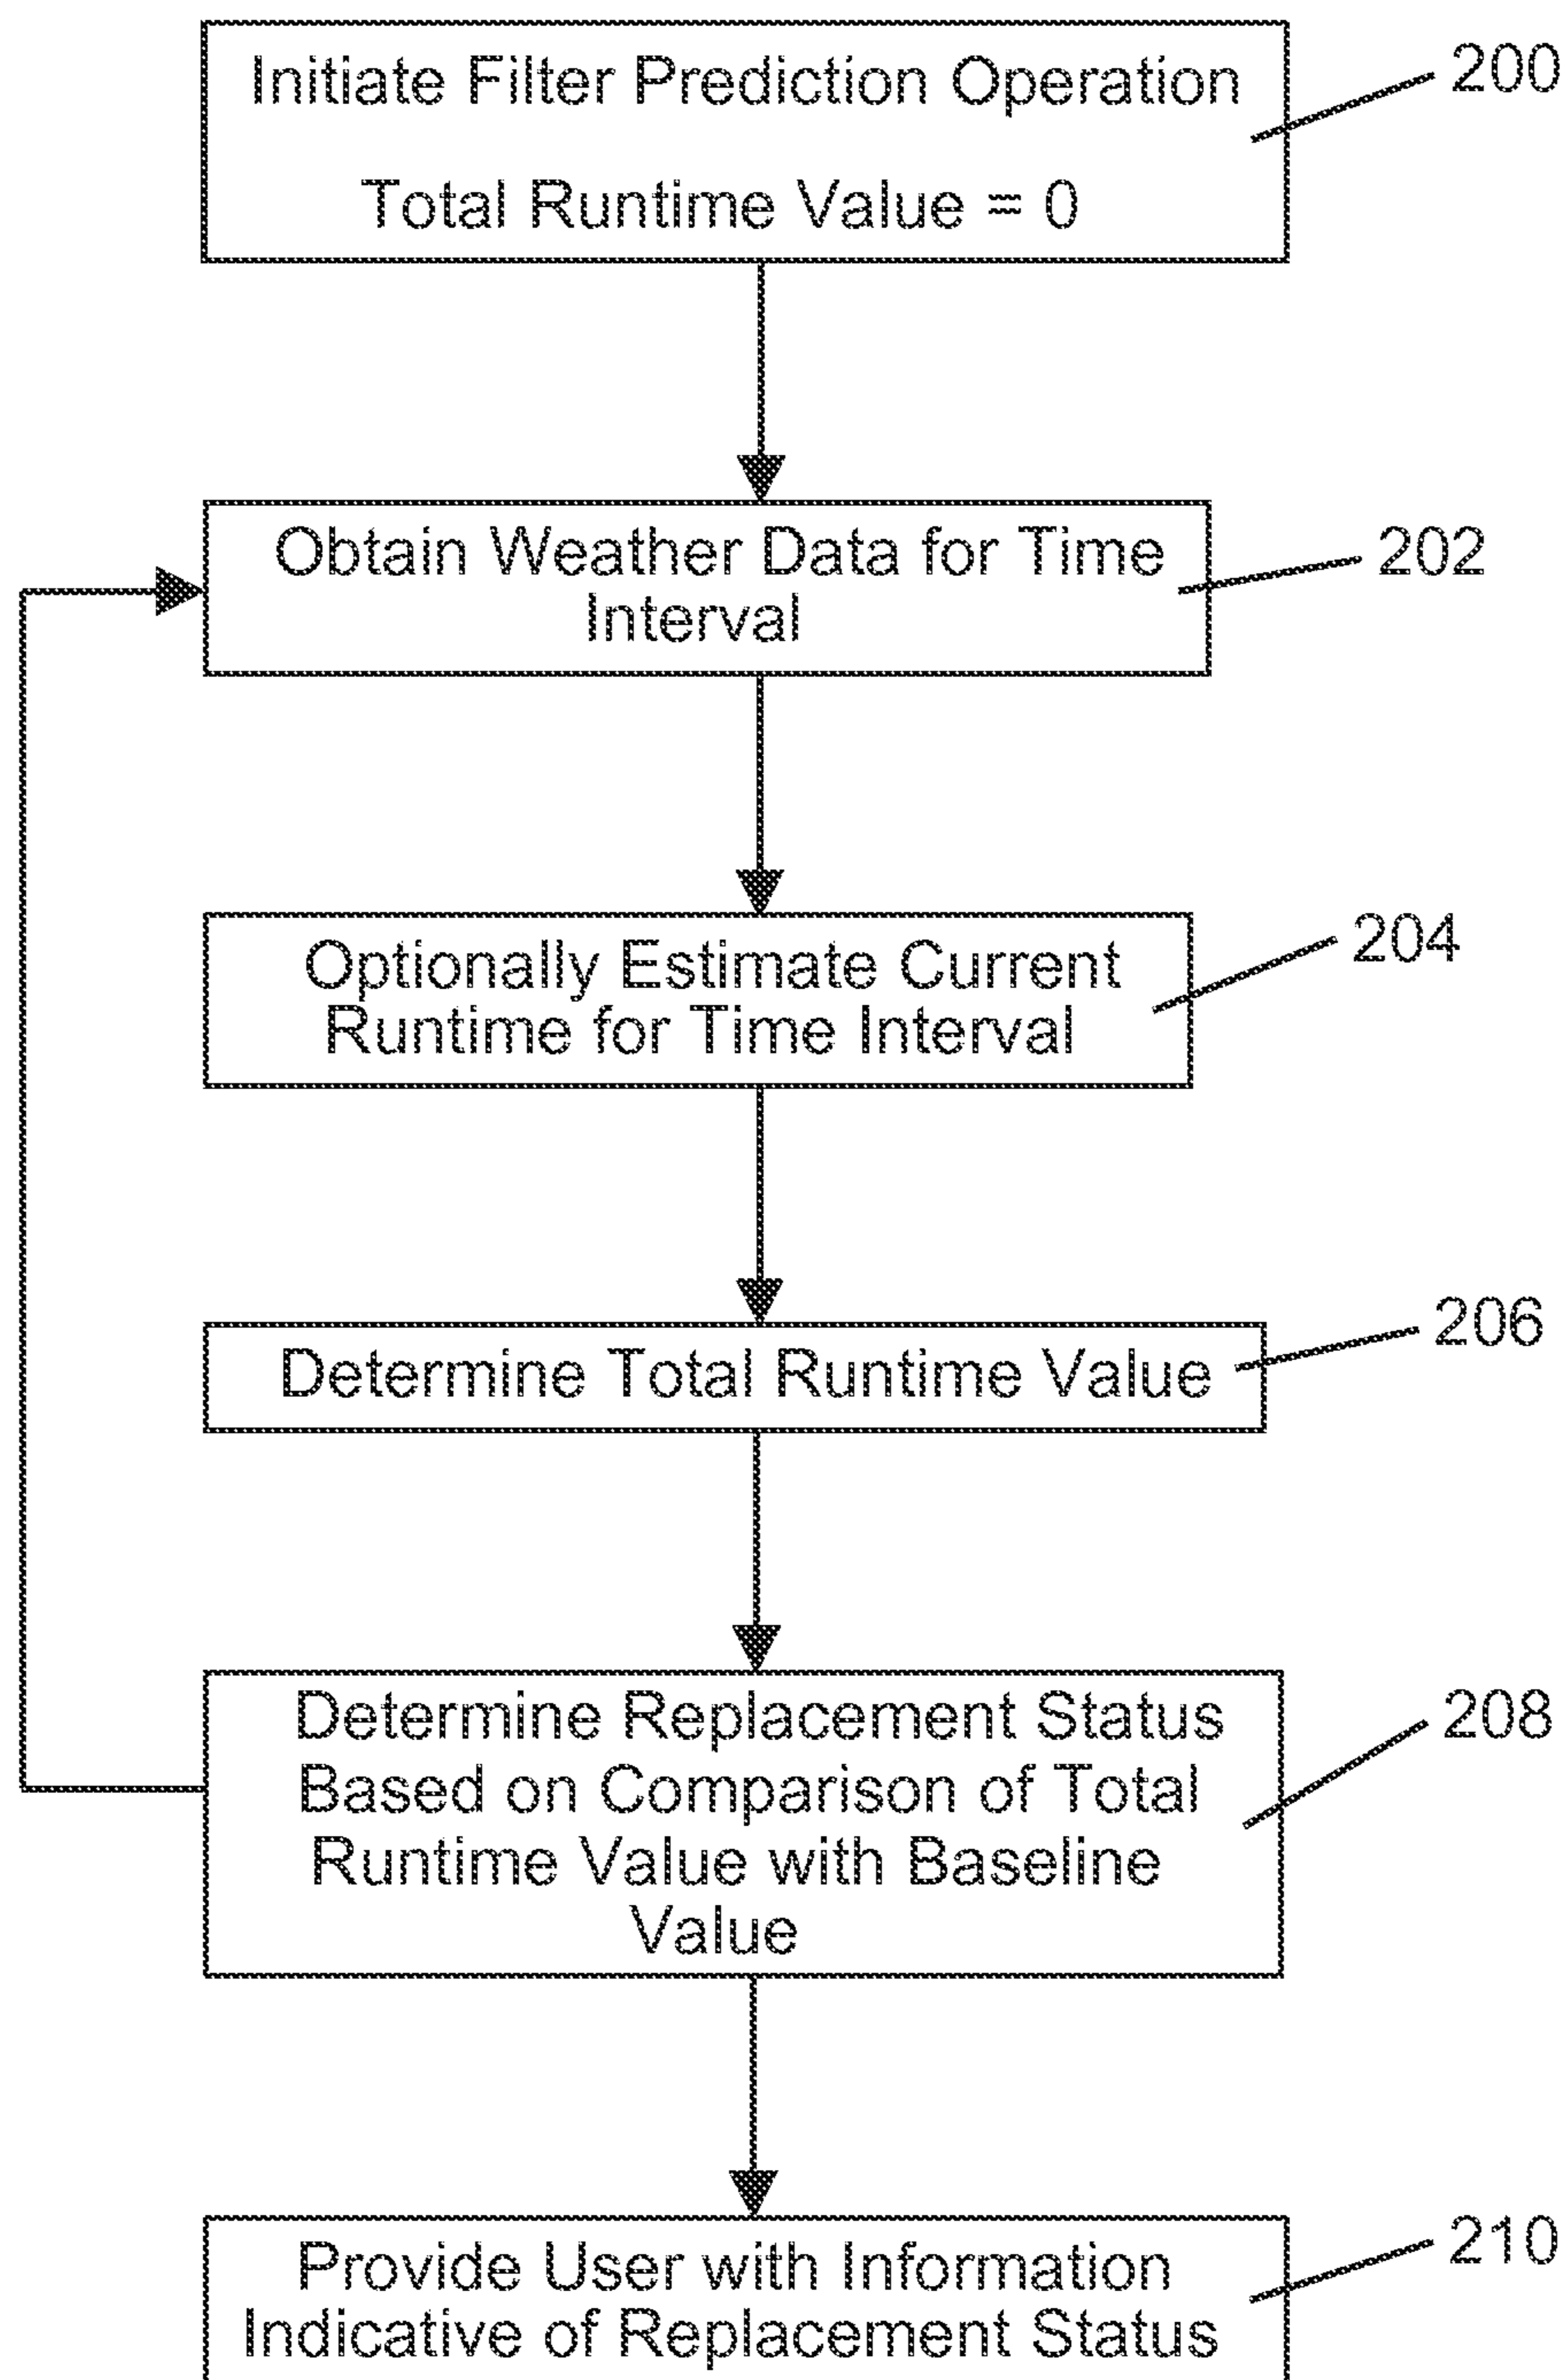 Initiate Filter Prediction Operation
200
Total Runtime Value = 0
Obtain Weather Data for Time
202
Interval
Optionally Estimate Current
204
Runtime for Time Interval
Determine Total Runtime Value
206
Determine Replacement Status
208
Based on Comparison of Total
Runtime Value with Baseline
Value
Provide User with Information
210
Indicative of Replacement Status